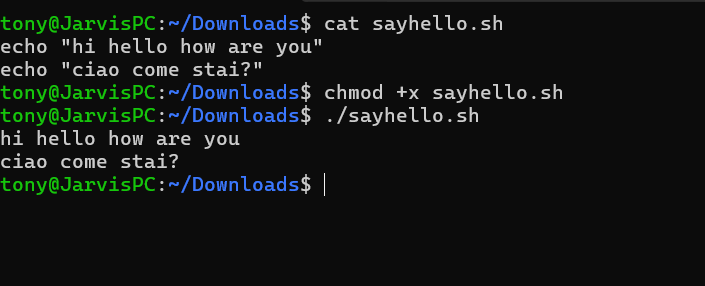 tony@JarvisPC:~/Downloads$ cat sayhello.sh
echo "hi hello how are you"
echo "ciao come stai?"
tony@JarvisPC:~/Downloads$ chmod +x sayhello.sh
tony@JarvisPC:~/Downloads$ ./sayhello.sh
hi hello how are you
ciao come stai?
tony@JarvisPC:~/Downloads$